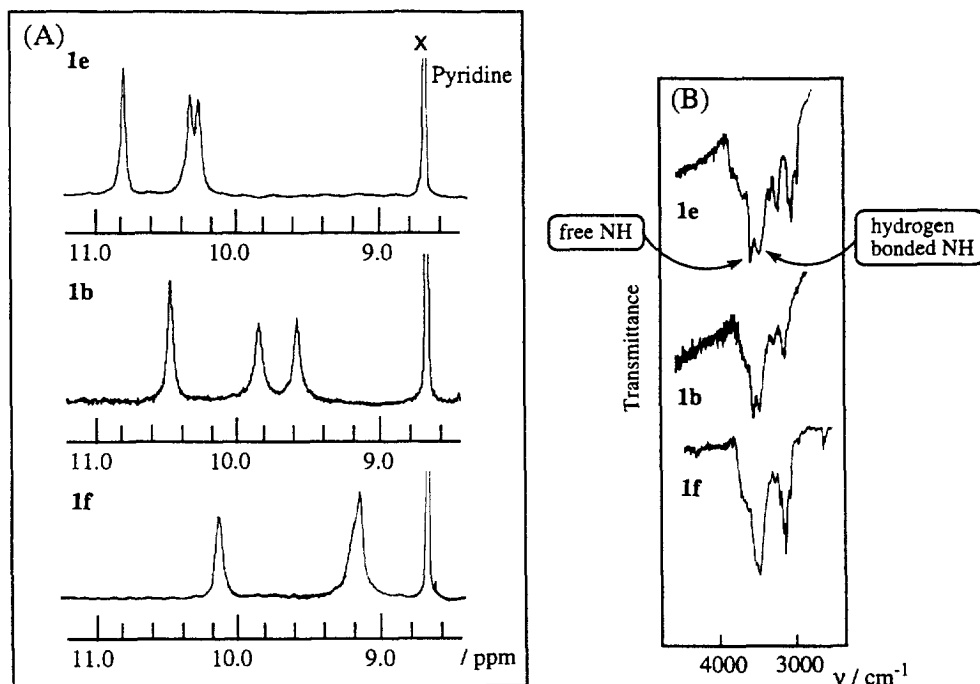 (A)
1e
x
Pyridine
11.0 10.0 9.0
1b
11.0 10.0 9.0
1f
11.0 10.0 9.0 / ppm
(B)
1e
free NH
hydrogen
bonded NH
1b
Transmittance
1f
4000 3000 ν / cm⁻¹